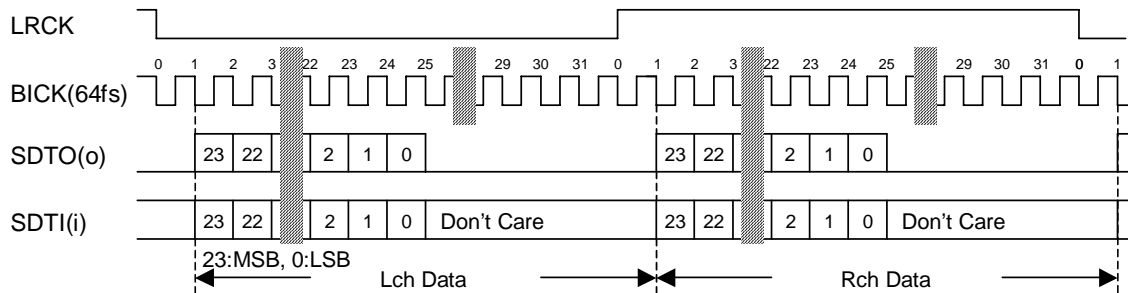 LRCK
0 1 2 3 22 23 24 25 29 30 31 0 1 2 3 22 23 24 25 29 30 31 0 1
BICK(64fs)
SDTO(o) 23 22 2 1 0 23 22 2 1 0
SDTI(i) 23 22 2 1 0 Don't Care 23 22 2 1 0 Don't Care
23:MSB, 0:LSB
Lch Data Rch Data